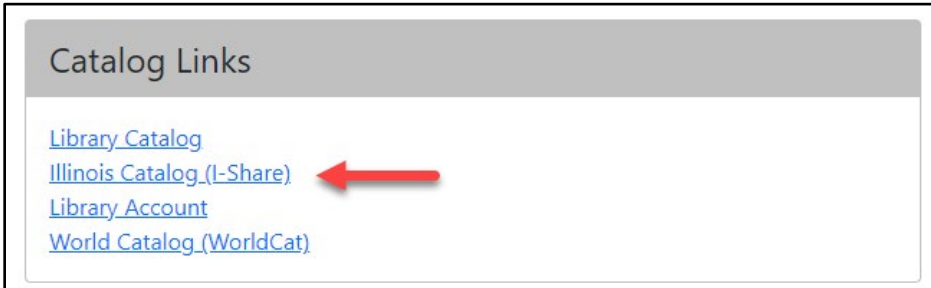 Catalog Links
Library Catalog
Illinois Catalog (I-Share)
Library Account
World Catalog (WorldCat)